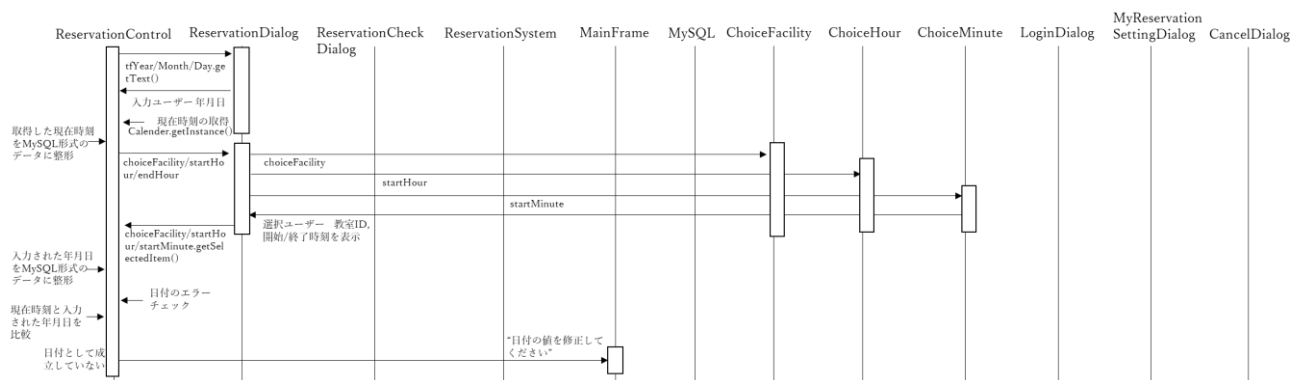 ReservationControl
ReservationDialog
ReservationCheck
Dialog
ReservationSystem
MainFrame
MySQL
ChoiceFacility
ChoiceHour
ChoiceMinute
LoginDialog
MyReservation
SettingDialog
CancelDialog
tfYear/Month/Day.ge
tText()
入力ユーザー 年月日
現在時刻の取得
Calender.getInstance()
取得した現在時刻
をMySQL形式の
データに整形
choiceFacility/startHo
ur/endHour
choiceFacility
startHour
startMinute
選択ユーザー　教室ID,
開始/終了時刻を表示
choiceFacility/startHo
ur/startMinute.getSel
ectedItem()
入力された年月日
をMySQL形式の
データに整形
日付のエラー
チェック
現在時刻と入力
された年月日を
比較
"日付の値を修正して
ください"
日付として成
立していない